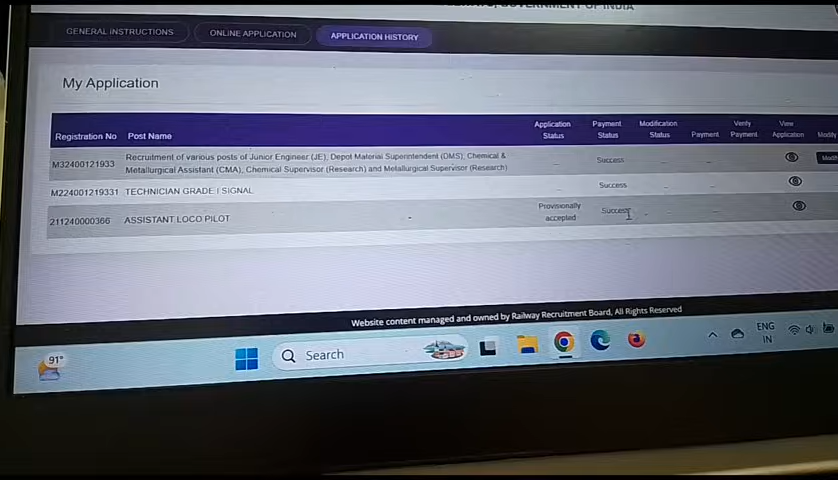 GOVERNMENT OF INDIA
GENERAL INSTRUCTIONS
ONLINE APPLICATION
APPLICATION HISTORY
My Application
Registration No Post Name Application Status Payment Status Modification Status Payment Verify Payment View Application Modify
M32400121933 Recruitment of various posts of Junior Engineer (JE), Depot Material Superintendent (DMS), Chemical &
Metallurgical Assistant (CMA), Chemical Supervisor (Research) and Metallurgical Supervisor (Research) Success
M224001219331 TECHNICIAN GRADE I SIGNAL Success
211240000366 ASSISTANT LOCO PILOT Provisionally accepted Success
Website content managed and owned by Railway Recruitment Board, All Rights Reserved
91°
Search
ENG
IN